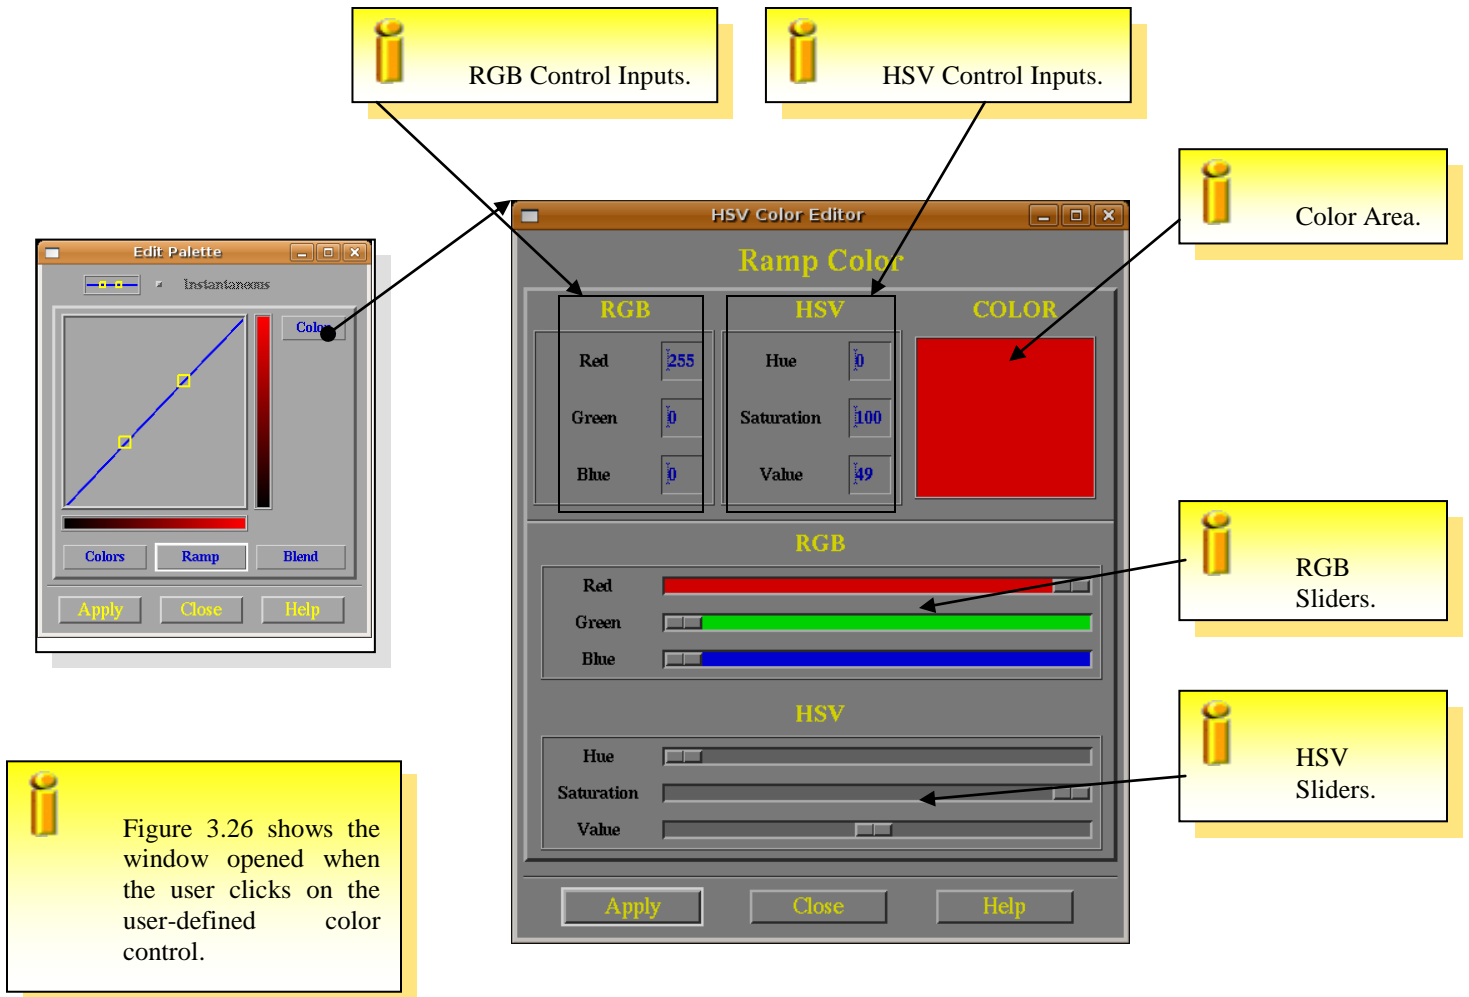 RGB Control Inputs.
HSV Control Inputs.
Color Area.
HSV Color Editor
Ramp Color
RGB
HSV
COLOR
Red 255
Green 0
Blue 0
Hue 0
Saturation 100
Value 49
RGB
Red
Green
Blue
HSV
Hue
Saturation
Value
Apply Close Help
Edit Palette
Instantaneous
Color
Colors Ramp Blend
Apply Close Help
RGB
Sliders.
HSV
Sliders.
Figure 3.26 shows the
window opened when
the user clicks on the
user-defined color
control.